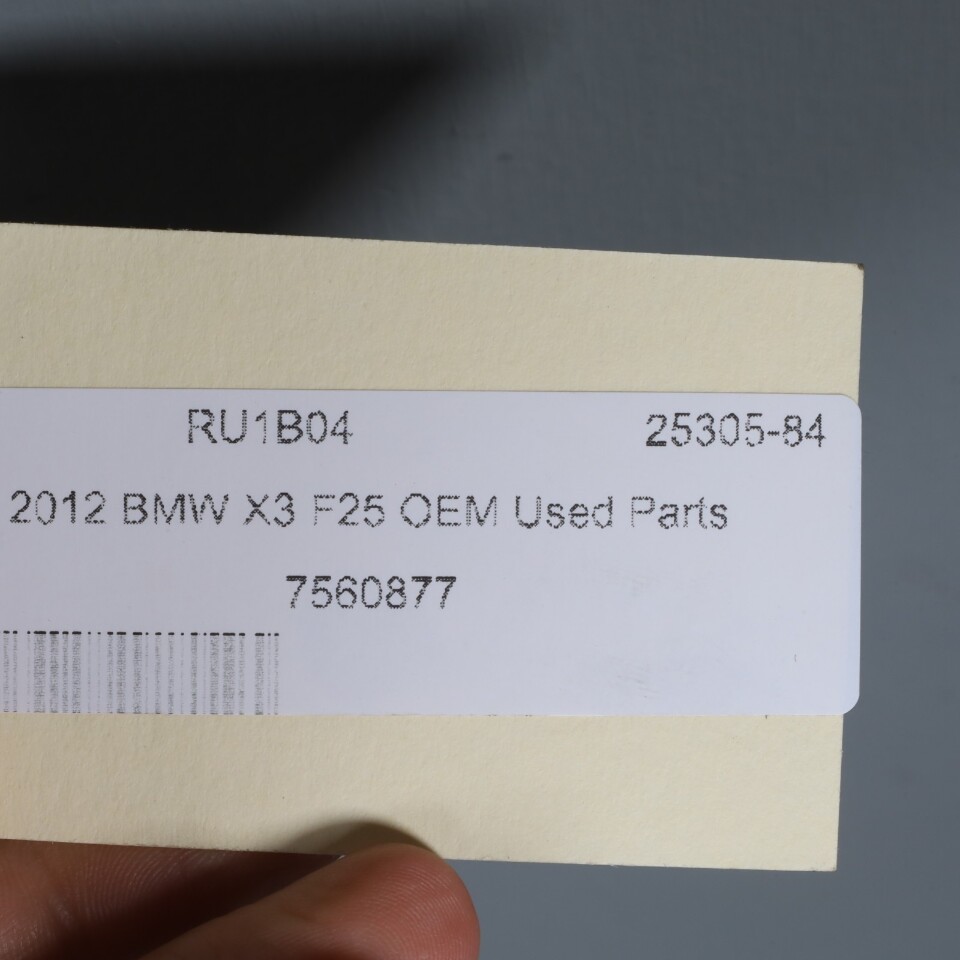 RU1B04 25305-84
2012 BMW X3 F25 OEM Used Parts
7560877